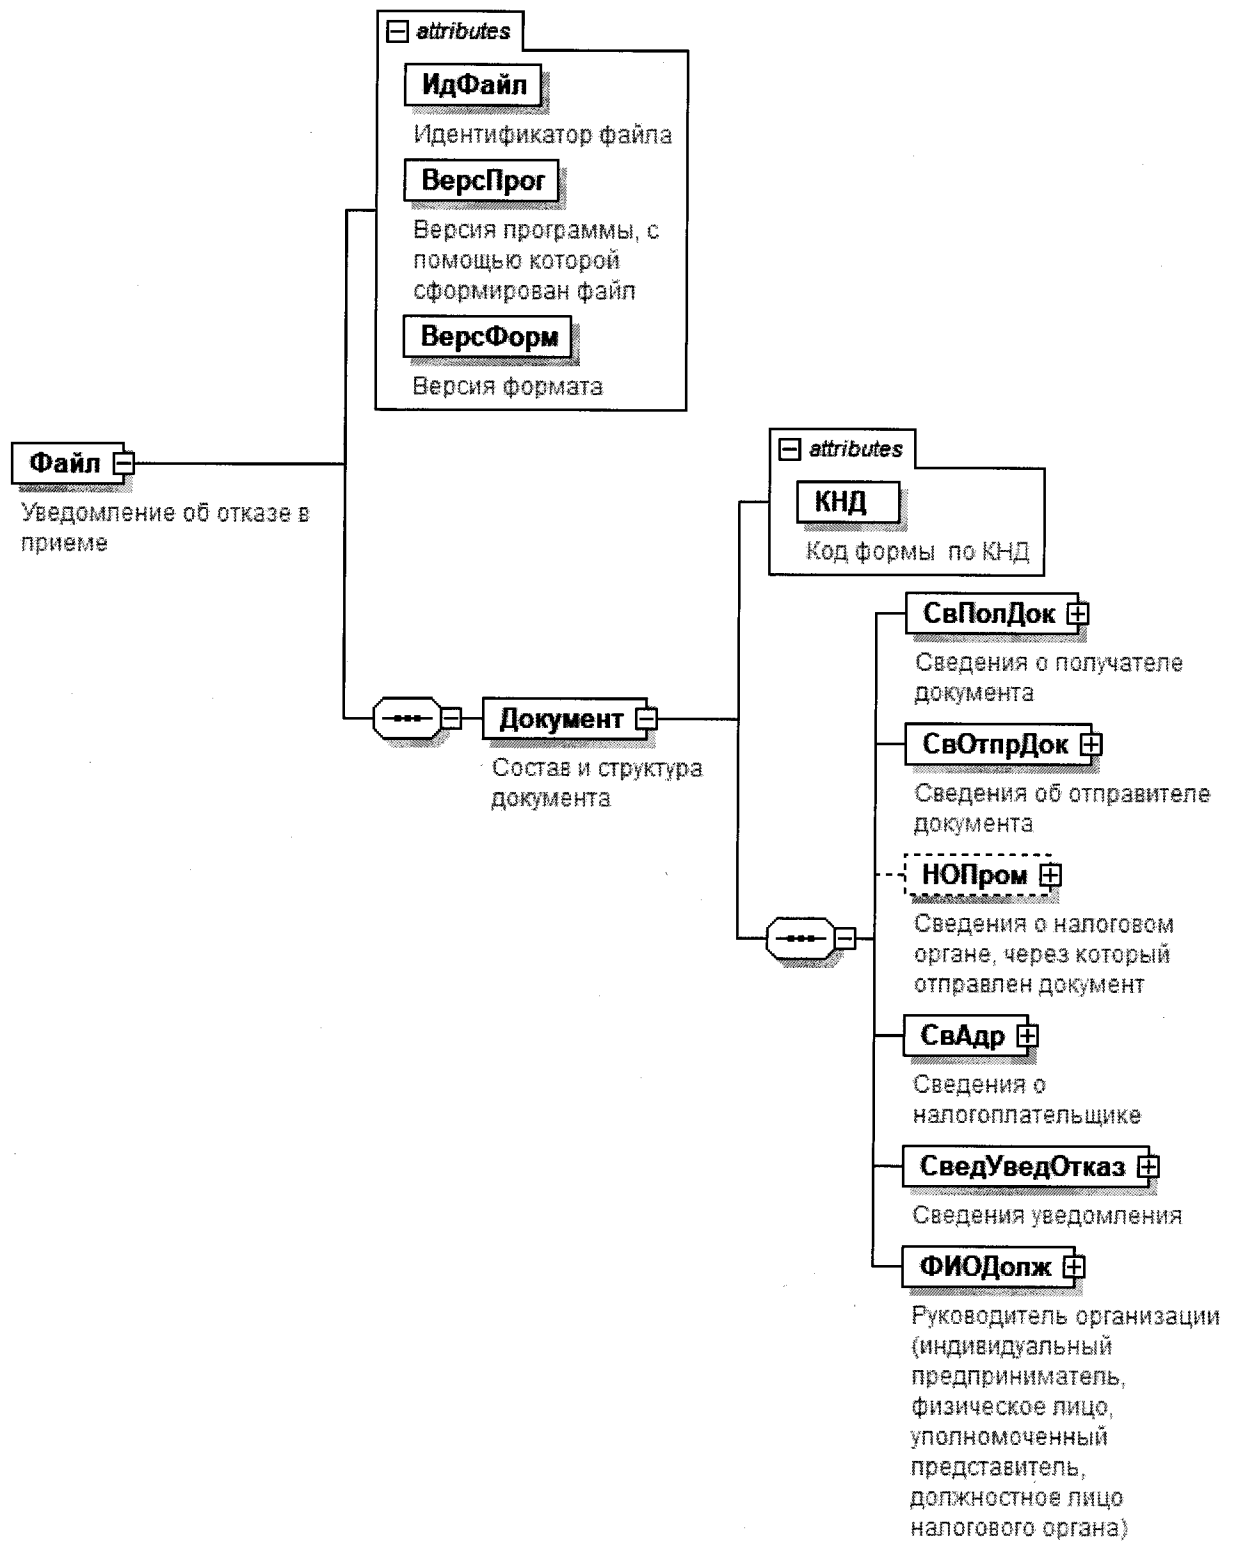 attributes
ИдФайл
Идентификатор файла
ВерсПрог
Версия программы, с
помощью которой
сформирован файл
ВерсФорм
Версия формата
Файл
Уведомление об отказе в
приеме
attributes
КНД
Код формы по КНД
Документ
Состав и структура
документа
СвПолДок
Сведения о получателе
документа
СвОтпрДок
Сведения об отправителе
документа
НОПром
Сведения о налоговом
органе, через который
отправлен документ
СвАдр
Сведения о
налогоплательщике
СведУведОтказ
Сведения уведомления
ФИОДолж
Руководитель организации
(индивидуальный
предприниматель,
физическое лицо,
уполномоченный
представитель,
должностное лицо
налогового органа)